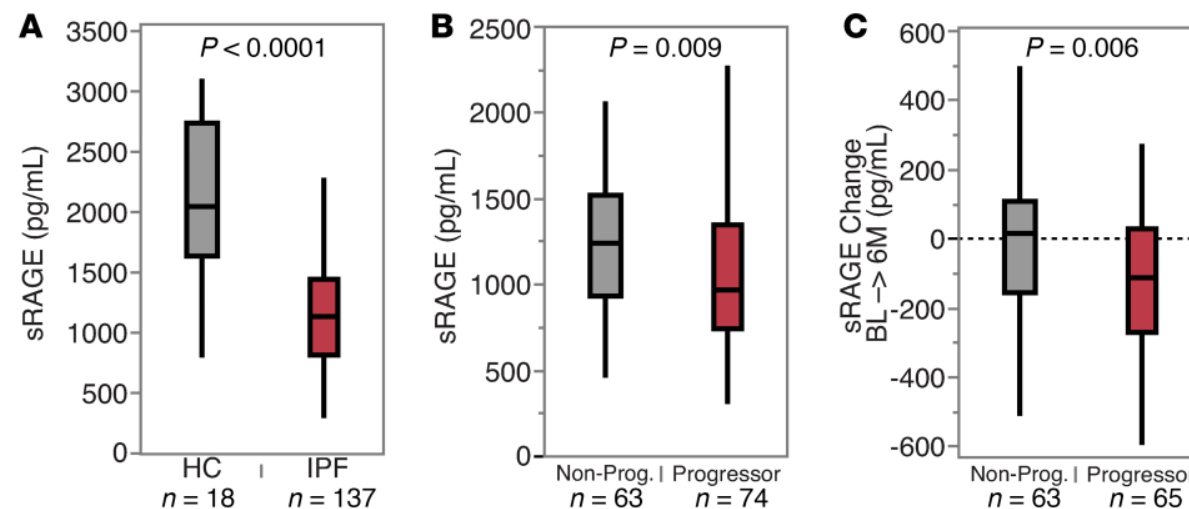 A
P < 0.0001
sRAGE (pg/mL)
3500
3000
2500
2000
1500
1000
500
0
HC | IPF
n = 18 n = 137
B
P = 0.009
sRAGE (pg/mL)
2500
2000
1500
1000
500
0
Non-Prog. | Progressor
n = 63 n = 74
C
P = 0.006
sRAGE Change
BL –> 6M (pg/mL)
600
400
200
0
-200
-400
-600
Non-Prog. | Progressor
n = 63 n = 65